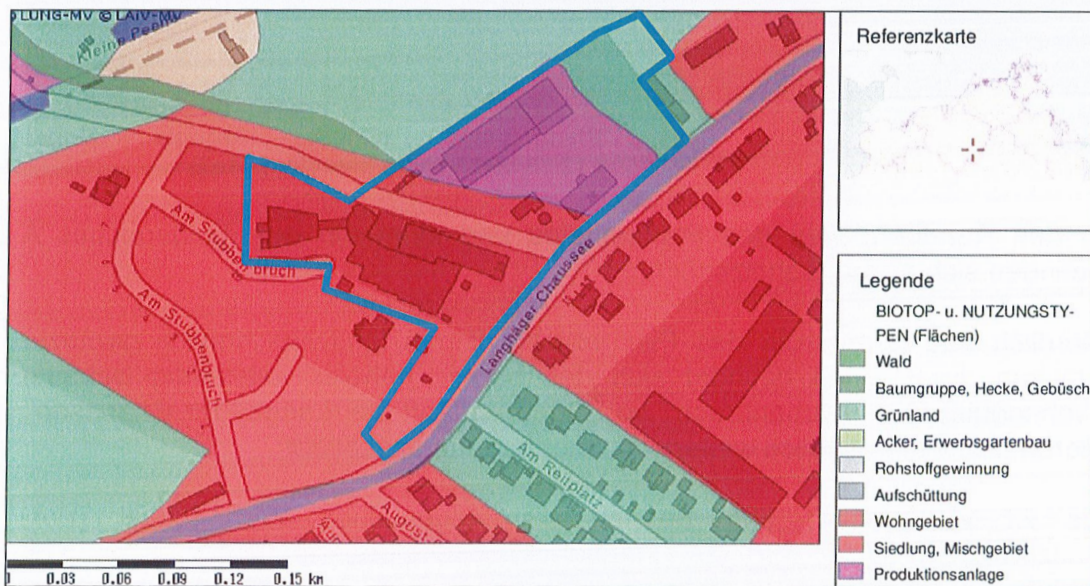 LUNG-MV © LAIV-MV
Kleine Peene
Am Stubbenbruch
Am Stubbenbruch
Langhäger Chaussee
Am Reitplatz
August-
0.03 0.06 0.09 0.12 0.15 km
Referenzkarte
Legende
BIOTOP- u. NUTZUNGSTY-
PEN (Flächen)
Wald
Baumgruppe, Hecke, Gebüsch
Grünland
Acker, Erwerbsgartenbau
Rohstoffgewinnung
Aufschüttung
Wohngebiet
Siedlung, Mischgebiet
Produktionsanlage